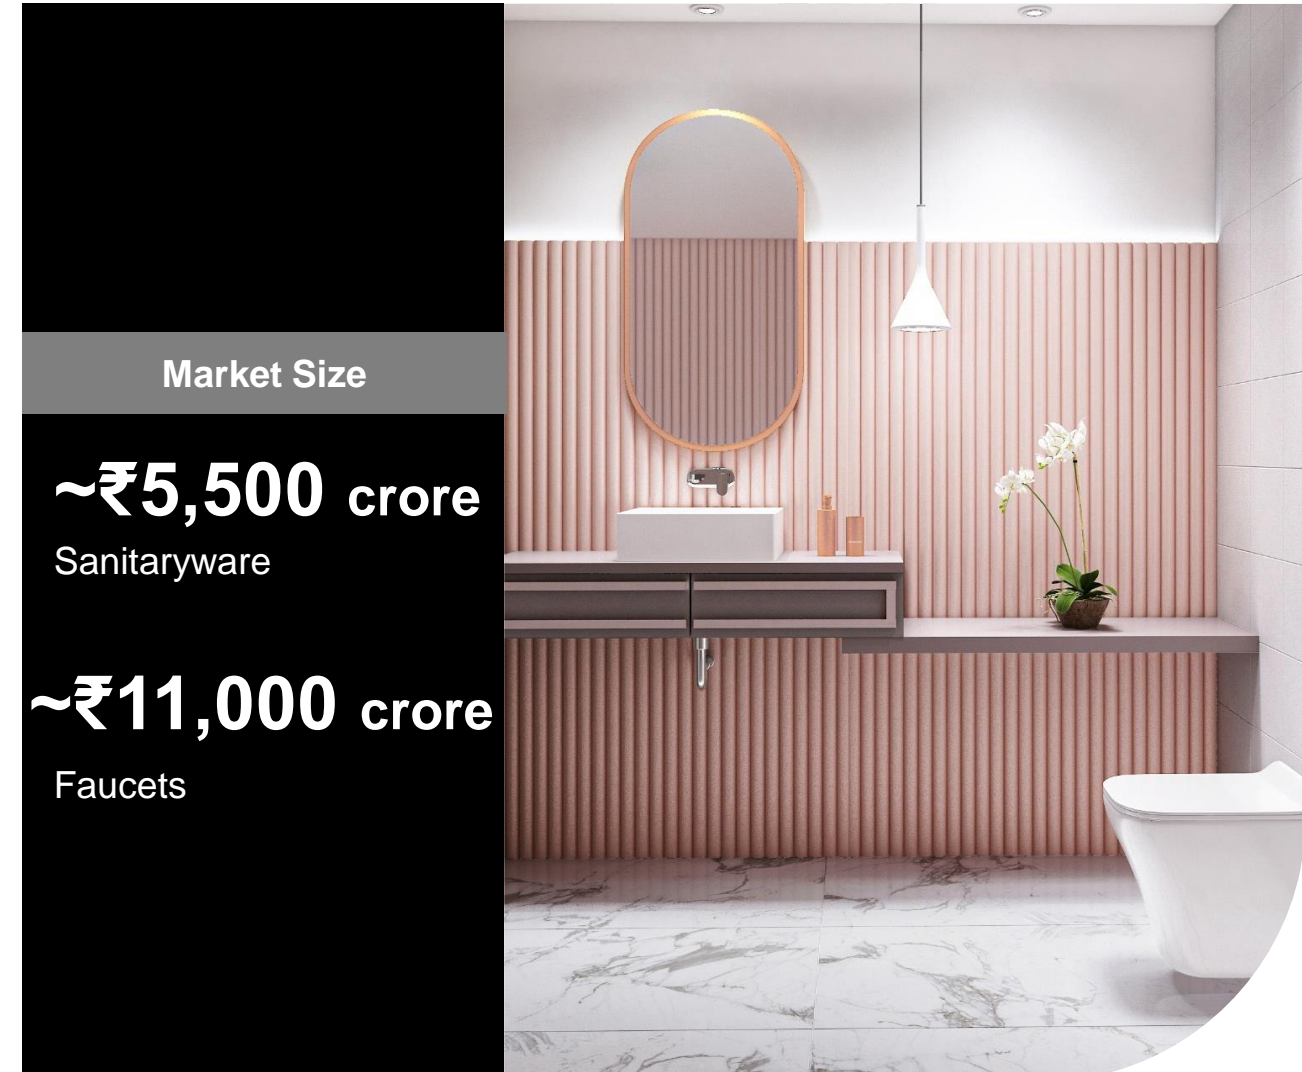 Market Size
~₹5,500 crore
Sanitaryware
~₹11,000 crore
Faucets